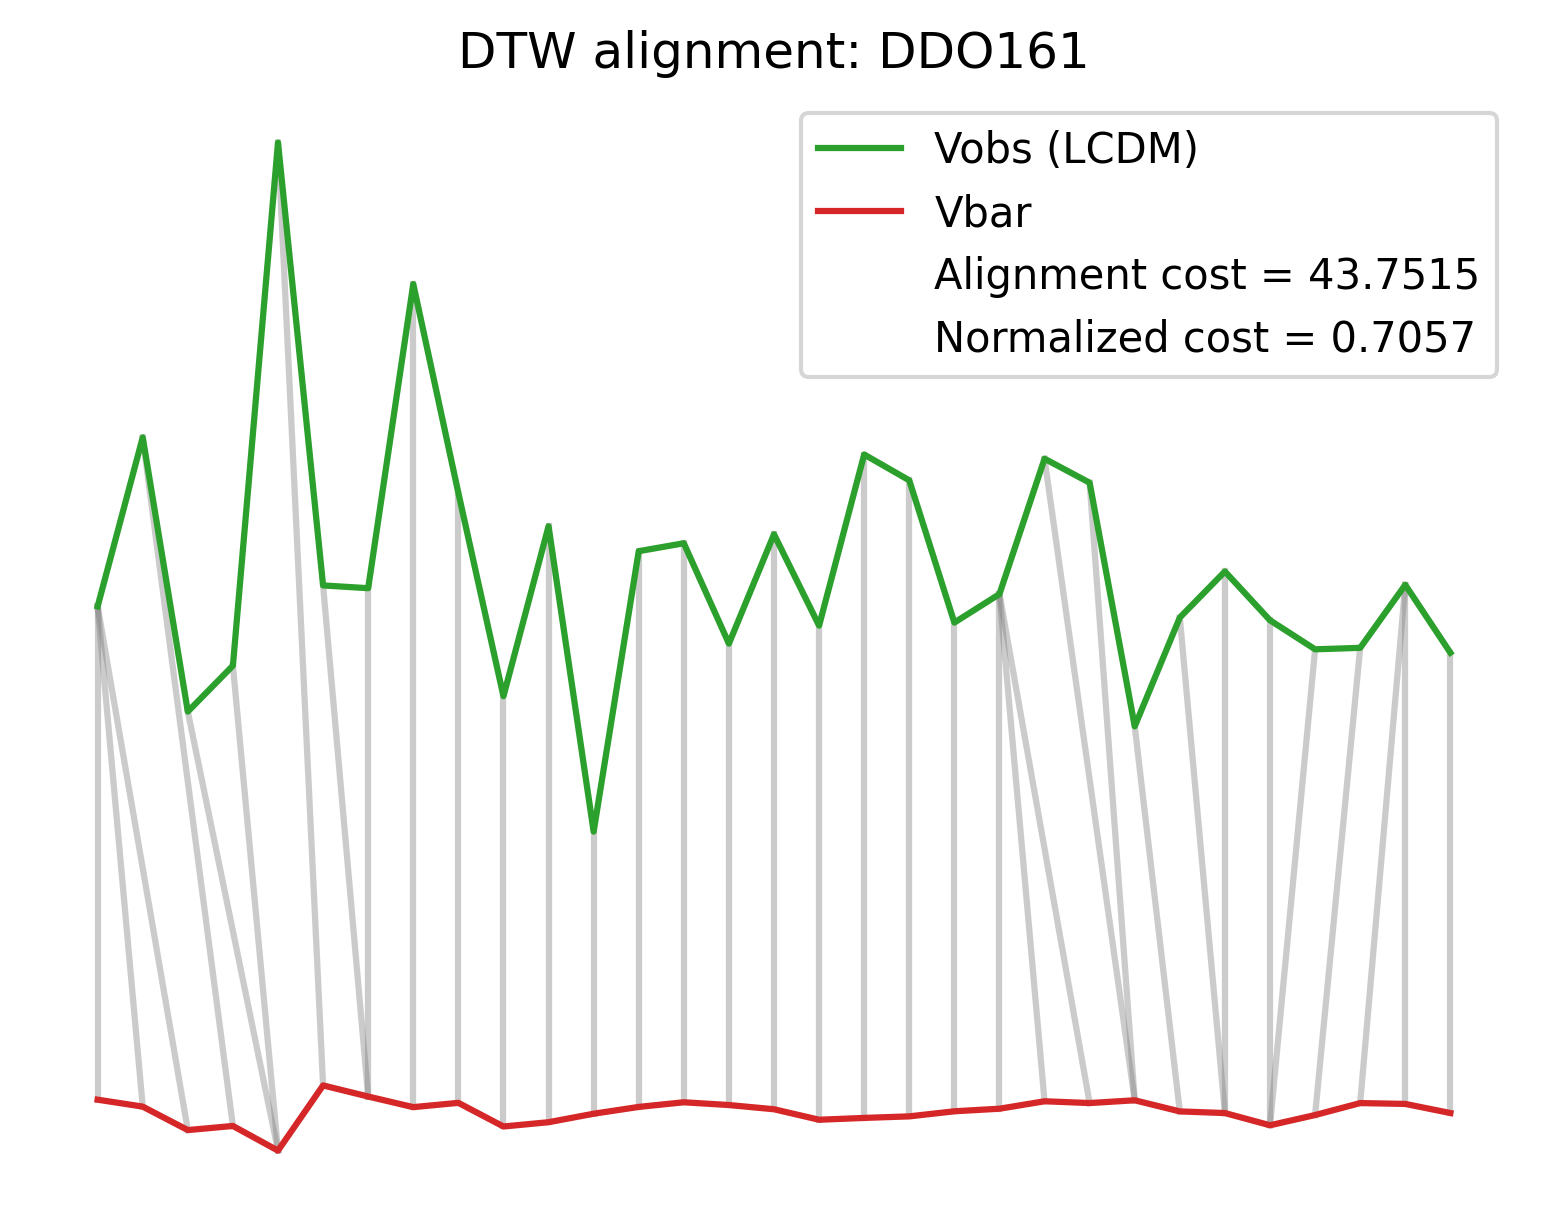 DTW alignment: DDO161
Vobs (LCDM)
Vbar
Alignment cost = 43.7515
Normalized cost = 0.7057